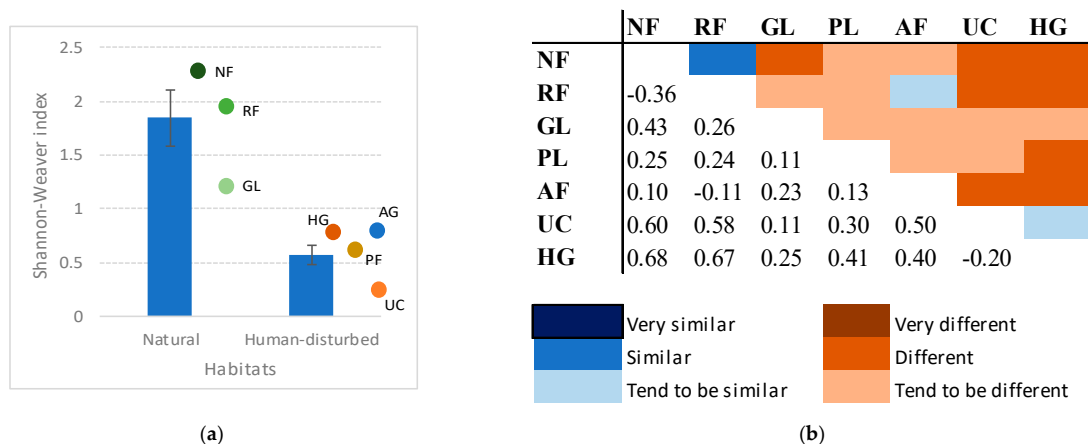 2.5
2
1.5
1
0.5
0
Shannon-Weaver index
NF
RF
GL
HG
AG
PF
UC
Natural Human-disturbed
Habitats
(a)
NF RF GL PL AF UC HG
NF
RF -0.36
GL 0.43 0.26
PL 0.25 0.24 0.11
AF 0.10 -0.11 0.23 0.13
UC 0.60 0.58 0.11 0.30 0.50
HG 0.68 0.67 0.25 0.41 0.40 -0.20
Very similar Very different
Similar Different
Tend to be similar Tend to be different
(b)